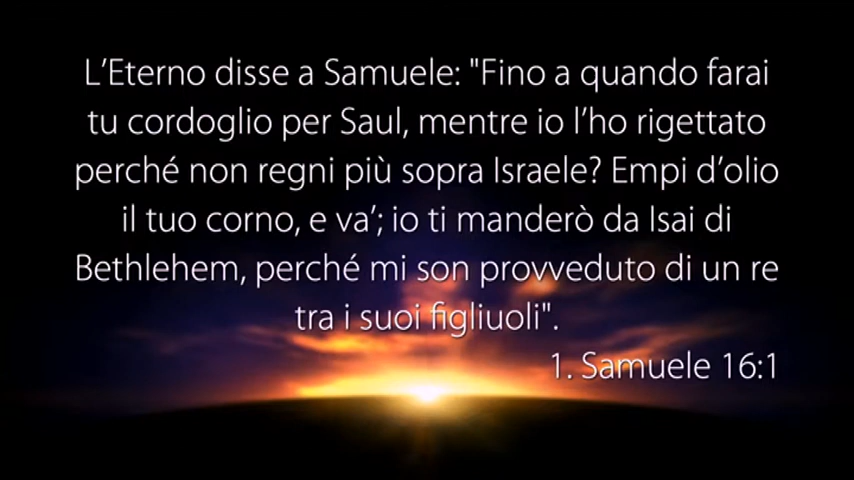 L’Eterno disse a Samuele: "Fino a quando farai
tu cordoglio per Saul, mentre io l’ho rigettato
perché non regni più sopra Israele? Empi d’olio
il tuo corno, e va’; io ti manderò da Isai di
Bethlehem, perché mi son provveduto di un re
tra i suoi figliuoli".
1. Samuele 16:1